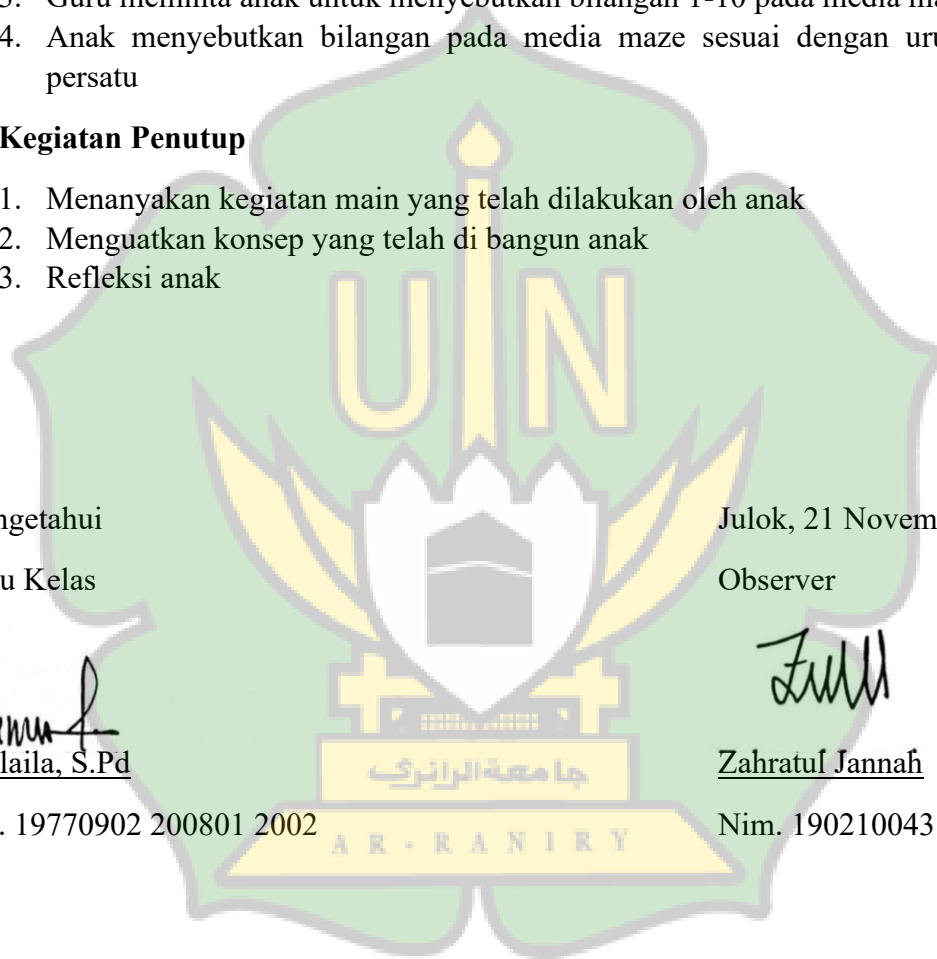 3. Guru meminta anak untuk menyebutkan bilangan 1-10 pada media
4. Anak menyebutkan bilangan pada media maze sesuai dengan
persatu
Kegiatan Penutup
1. Menanyakan kegiatan main yang telah dilakukan oleh anak
2. Menguatkan konsep yang telah di bangun anak
3. Refleksi anak
UIN
ngetahui
Julok, 21 Novem
u Kelas
Observer
laila, S.Pd
Zahratul Jannah
. 19770902 200801 2002
Nim. 190210043
جامعة الرانري
AR-RANIRY